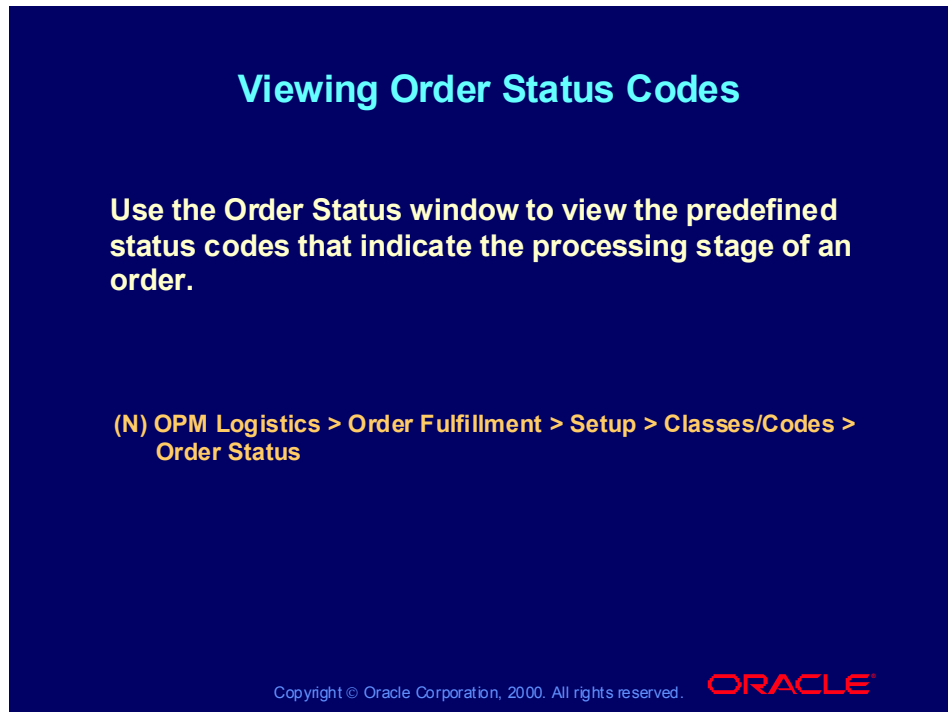 Viewing Order Status Codes
Use the Order Status window to view the predefined
status codes that indicate the processing stage of an
order.
(N) OPM Logistics > Order Fulfillment > Setup > Classes/Codes >
Order Status
Copyright © Oracle Corporation, 2000. All rights reserved.
ORACLE®